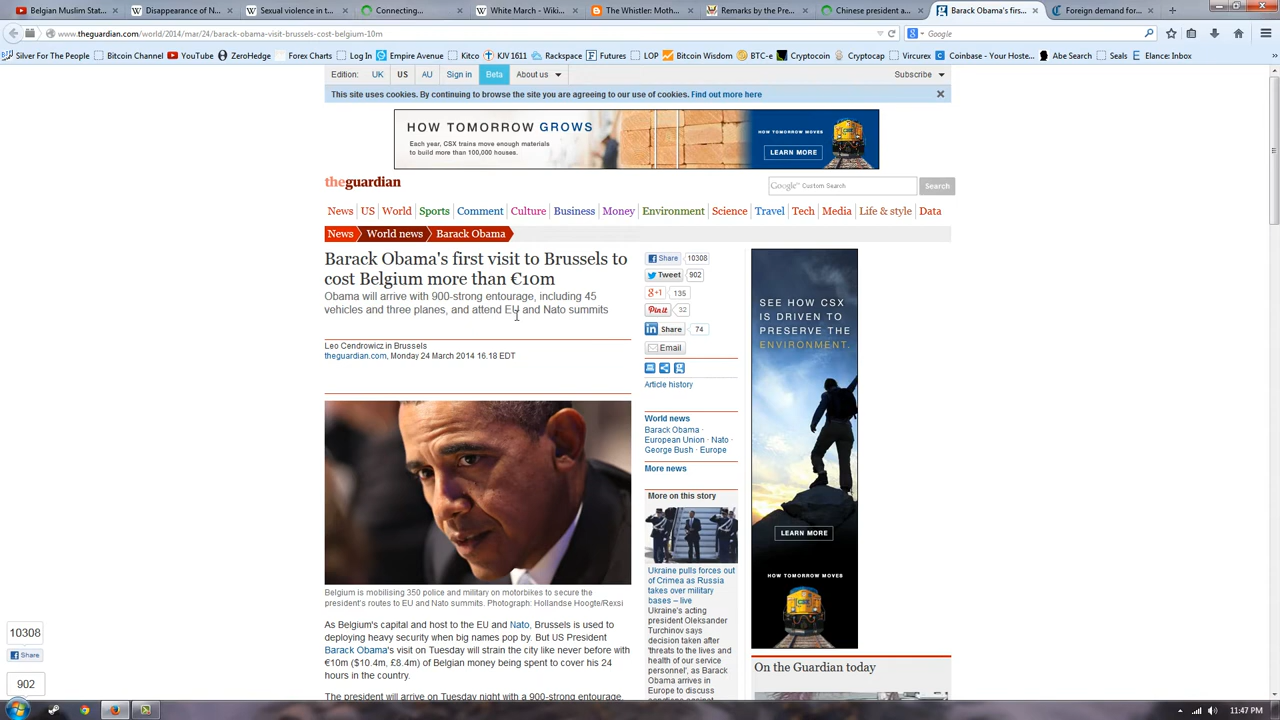 Belgian Muslim Stat...
Disappearance of N...
Sexual violence in t...
Connecting...
White March - Wiki...
The Whistler: Moth...
Remarks by the Pre...
Chinese president a...
Barack Obama's firs...
Foreign demand for...
www.theguardian.com/world/2014/mar/24/barack-obama-visit-brussels-cost-belgium-10m
Google
Silver For The People Bitcoin Channel YouTube ZeroHedge Forex Charts Log In Empire Avenue Kitco KJV 1611 Rackspace Futures LOP Bitcoin Wisdom BTC-e Cryptocoin Cryptocap Vircurex Coinbase - Your Hoste... Abe Search Seals Elance: Inbox
Edition: UK US AU Sign in Beta About us Subscribe
This site uses cookies. By continuing to browse the site you are agreeing to our use of cookies. Find out more here
HOW TOMORROW GROWS
Each year, CSX trains move enough materials
to build more than 100,000 houses.
HOW TOMORROW MOVES
LEARN MORE
theguardian
Google Custom Search Search
News US World Sports Comment Culture Business Money Environment Science Travel Tech Media Life & style Data
News World news Barack Obama
Barack Obama's first visit to Brussels to
cost Belgium more than €10m
Obama will arrive with 900-strong entourage, including 45
vehicles and three planes, and attend EU and Nato summits
Leo Cendrowicz in Brussels
theguardian.com, Monday 24 March 2014 16.18 EDT
Belgium is mobilising 350 police and military on motorbikes to secure the
president's routes to EU and Nato summits. Photograph: Hollandse Hoogte/Rexsi
As Belgium's capital and host to the EU and Nato, Brussels is used to
deploying heavy security when big names pop by. But US President
Barack Obama's visit on Tuesday will strain the city like never before with
€10m ($10.4m, £8.4m) of Belgian money being spent to cover his 24
hours in the country.
The president will arrive on Tuesday night with a 900-strong entourage,
Share 10308
Tweet 902
+1 135
Pin it 32
Share 74
Email
Article history
World news
Barack Obama ·
European Union · Nato ·
George Bush · Europe
More news
More on this story
Ukraine pulls forces out
of Crimea as Russia
takes over military
bases – live
Ukraine's acting
president Oleksander
Turchinov says
decision taken after
'threats to the lives and
health of our service
personnel', as Barack
Obama arrives in
Europe to discuss
SEE HOW CSX
IS DRIVEN TO
PRESERVE THE
ENVIRONMENT.
LEARN MORE
HOW TOMORROW MOVES
On the Guardian today
10308
Share
902
11:47 PM